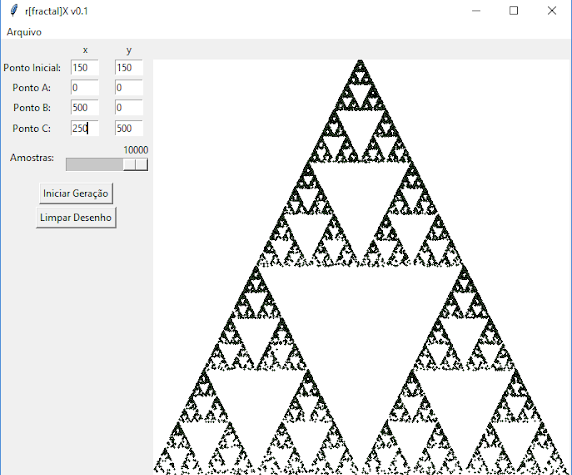 r[fractal]X v0.1
Arquivo
x y
Ponto Inicial: 150 150
Ponto A: 0 0
Ponto B: 500 0
Ponto C: 250 500
10000
Amostras:
Iniciar Geração
Limpar Desenho